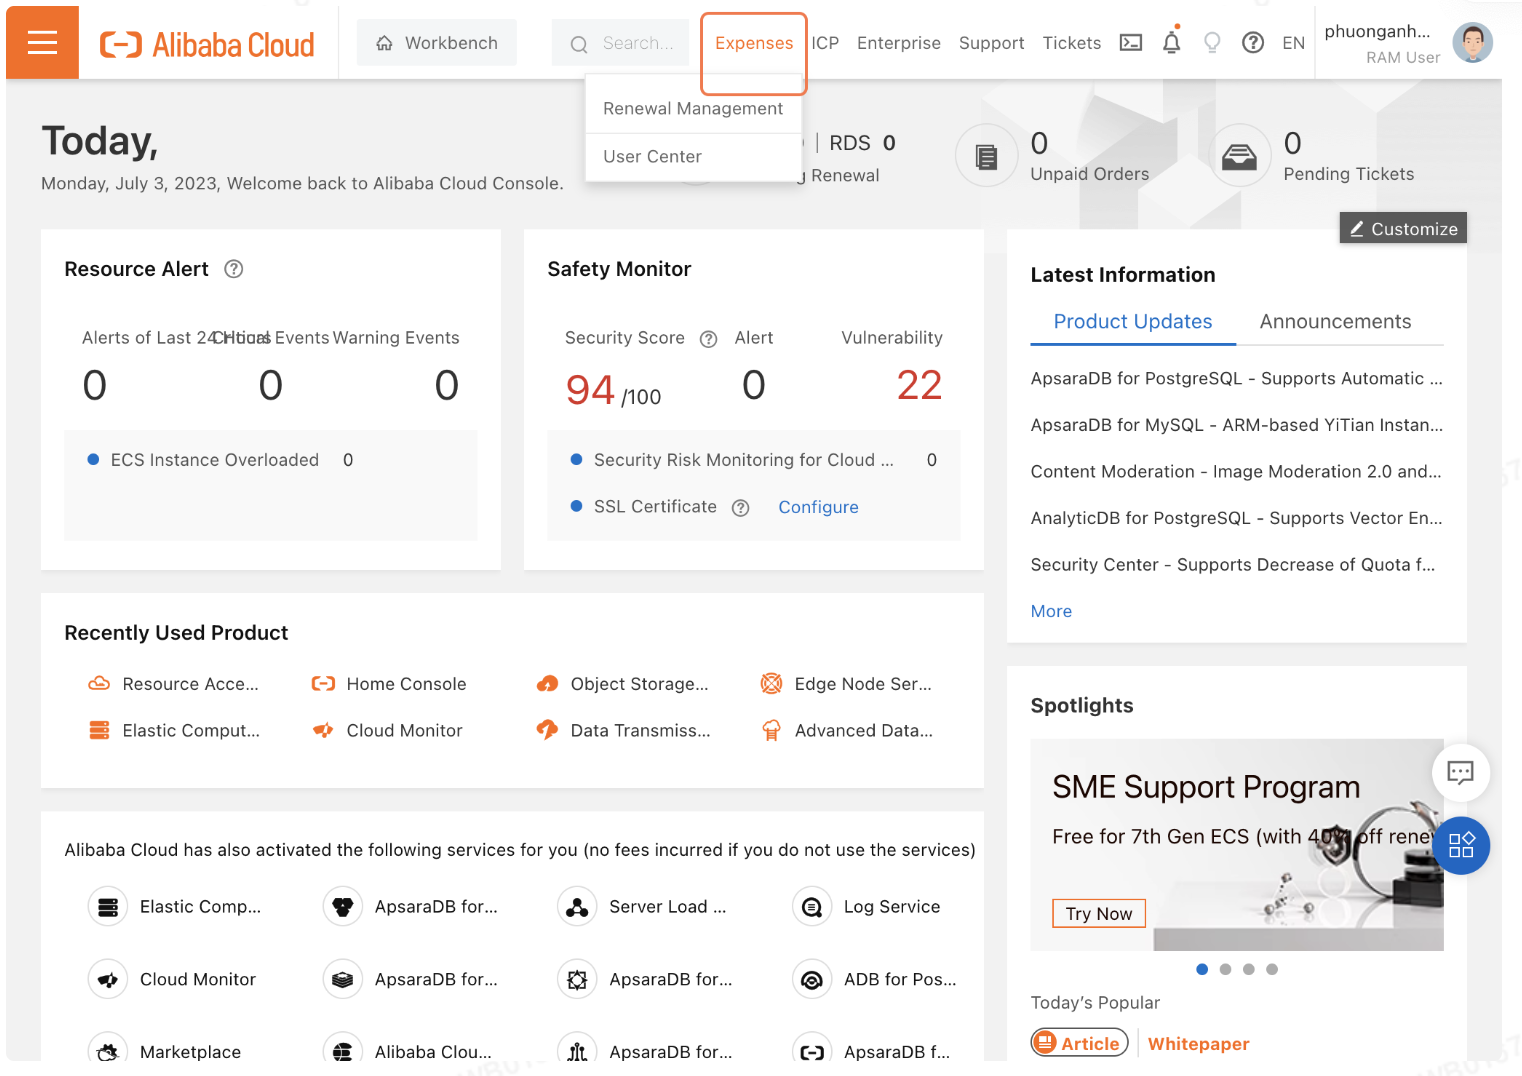 Alibaba Cloud
Workbench
Search...
Expenses
ICP
Enterprise
Support
Tickets
EN
phuonganh...
RAM User
Renewal Management
User Center
Today,
Monday, July 3, 2023, Welcome back to Alibaba Cloud Console.
RDS 0
Renewal
0
Unpaid Orders
0
Pending Tickets
Customize
Resource Alert ?
Alerts of Last 24 Hours
Critical Events
Warning Events
0
0
0
ECS Instance Overloaded 0
Safety Monitor
Security Score ?
Alert
Vulnerability
94 /100
0
22
Security Risk Monitoring for Cloud ... 0
SSL Certificate ? Configure
Latest Information
Product Updates
Announcements
ApsaraDB for PostgreSQL - Supports Automatic ...
ApsaraDB for MySQL - ARM-based YiTian Instan...
Content Moderation - Image Moderation 2.0 and...
AnalyticDB for PostgreSQL - Supports Vector En...
Security Center - Supports Decrease of Quota f...
More
Recently Used Product
Resource Acce...
Home Console
Object Storage...
Edge Node Ser...
Elastic Comput...
Cloud Monitor
Data Transmiss...
Advanced Data...
Alibaba Cloud has also activated the following services for you (no fees incurred if you do not use the services)
Elastic Comp...
ApsaraDB for...
Server Load ...
Log Service
Cloud Monitor
ApsaraDB for...
ApsaraDB for...
ADB for Pos...
Marketplace
Alibaba Clou...
ApsaraDB for...
ApsaraDB f...
Spotlights
SME Support Program
Free for 7th Gen ECS (with 40% off rene
Try Now
Today's Popular
Article
Whitepaper